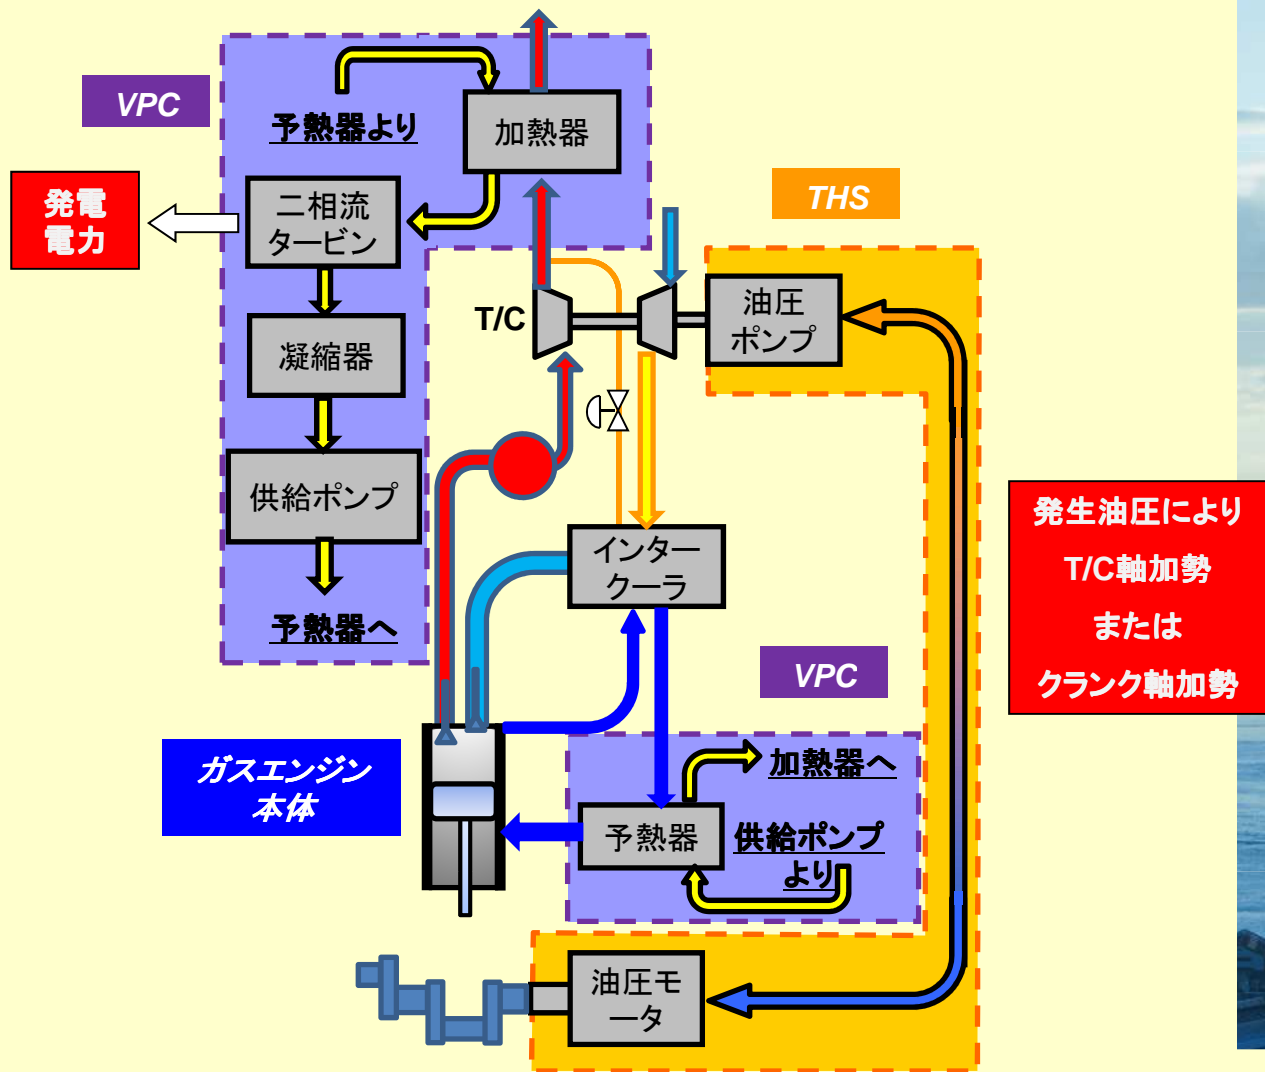 VPC
予熱器より
加熱器
発電
電力
二相流
タービン
THS
T/C
油圧
ポンプ
凝縮器
供給ポンプ
予熱器へ
インター
クーラ
発生油圧により
T/C軸加勢
または
クランク軸加勢
VPC
ガスエンジン
本体
加熱器へ
予熱器
供給ポンプ
より
油圧モ
ータ